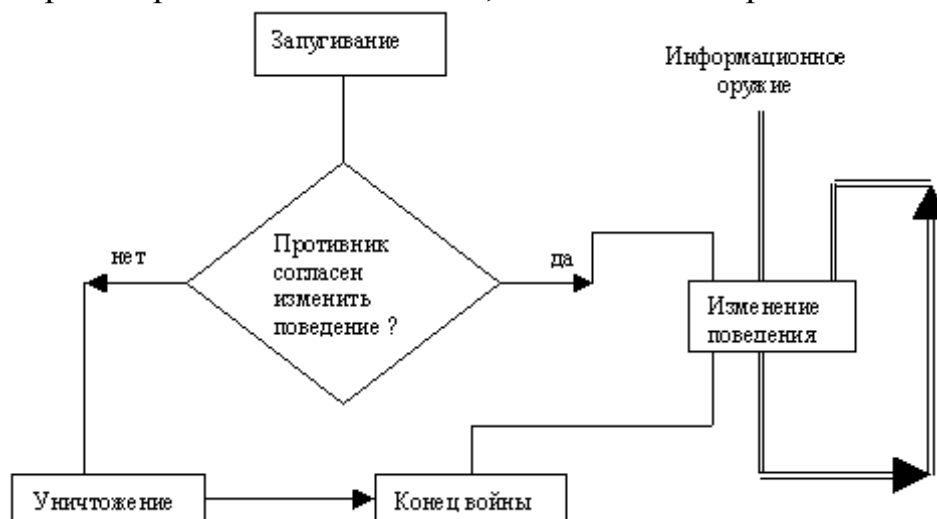 Запугивание
Информационное
оружие
Противник
согласен
изменить
поведение ?
нет
да
Изменение
поведения
Уничтожение
Конец войны